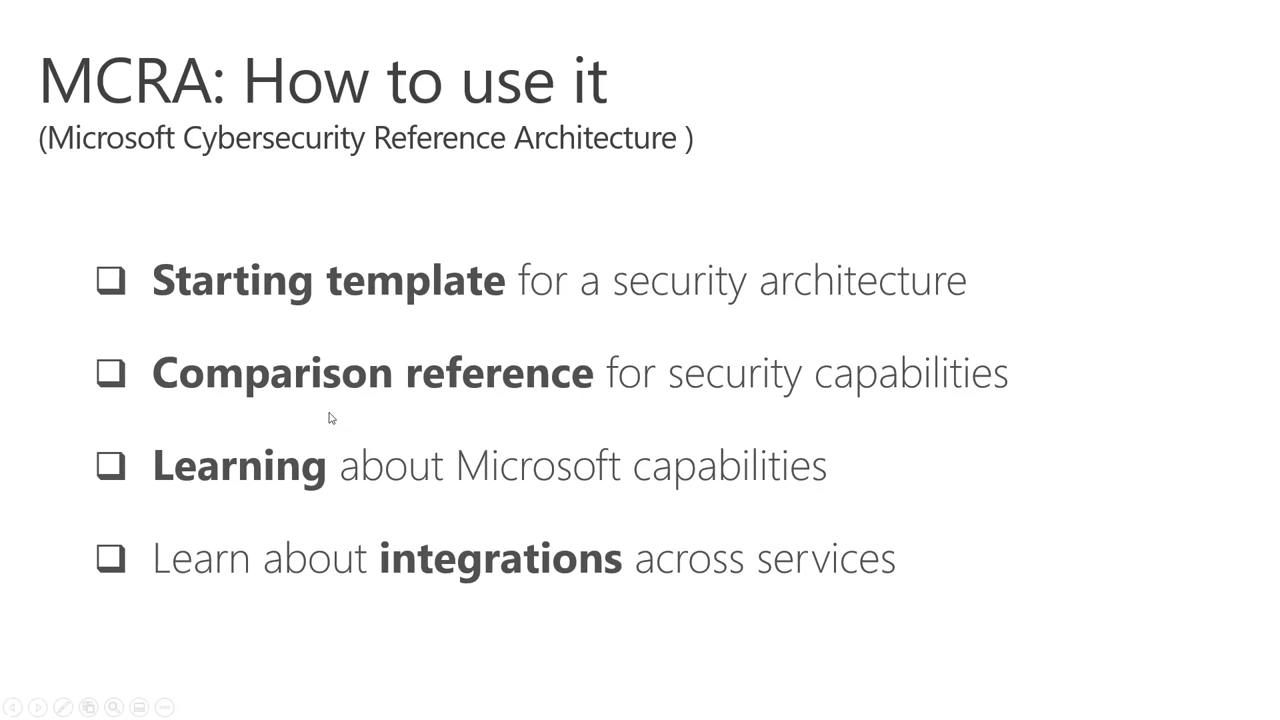 MCRA: How to use it
(Microsoft Cybersecurity Reference Architecture )
Starting template for a security architecture
Comparison reference for security capabilities
Learning about Microsoft capabilities
Learn about integrations across services